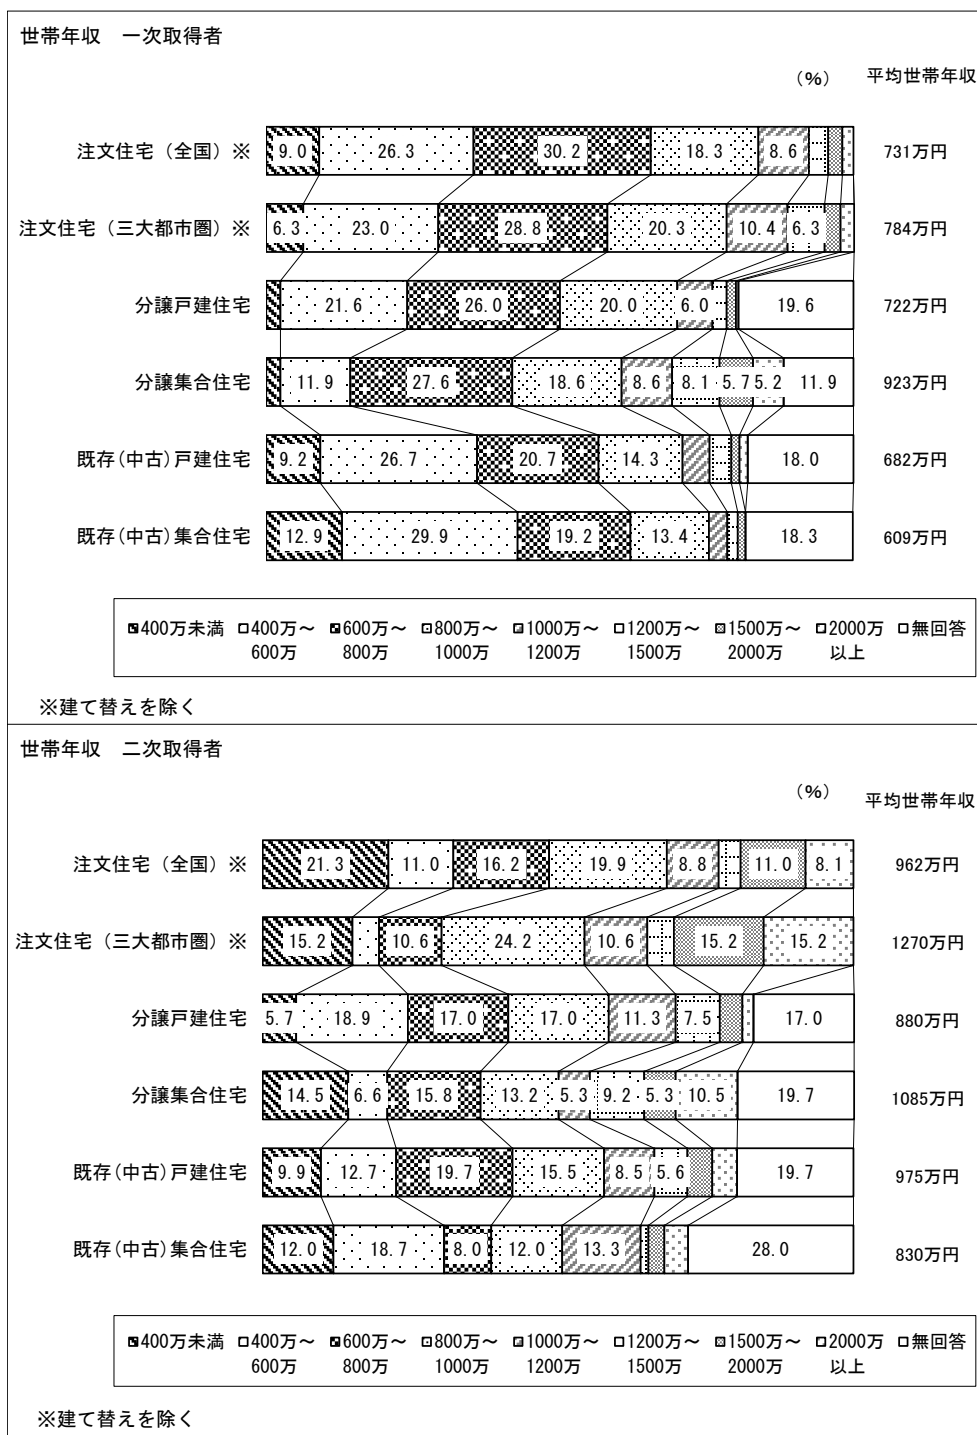 世帯年収　一次取得者
（%）　平均世帯年収
注文住宅（全国）※ 9.0 26.3 30.2 18.3 8.6 731万円
注文住宅（三大都市圏）※ 6.3 23.0 28.8 20.3 10.4 6.3 784万円
分譲戸建住宅 21.6 26.0 20.0 6.0 19.6 722万円
分譲集合住宅 11.9 27.6 18.6 8.6 8.1 5.7 5.2 11.9 923万円
既存(中古)戸建住宅 9.2 26.7 20.7 14.3 18.0 682万円
既存(中古)集合住宅 12.9 29.9 19.2 13.4 18.3 609万円
400万未満 400万～ 600万～ 800万～ 1000万～ 1200万～ 1500万～ 2000万 無回答
600万 800万 1000万 1200万 1500万 2000万 以上
※建て替えを除く
世帯年収　二次取得者
（%）　平均世帯年収
注文住宅（全国）※ 21.3 11.0 16.2 19.9 8.8 11.0 8.1 962万円
注文住宅（三大都市圏）※ 15.2 10.6 24.2 10.6 15.2 15.2 1270万円
分譲戸建住宅 5.7 18.9 17.0 17.0 11.3 7.5 17.0 880万円
分譲集合住宅 14.5 6.6 15.8 13.2 5.3 9.2 5.3 10.5 19.7 1085万円
既存(中古)戸建住宅 9.9 12.7 19.7 15.5 8.5 5.6 19.7 975万円
既存(中古)集合住宅 12.0 18.7 8.0 12.0 13.3 28.0 830万円
400万未満 400万～ 600万～ 800万～ 1000万～ 1200万～ 1500万～ 2000万 無回答
600万 800万 1000万 1200万 1500万 2000万 以上
※建て替えを除く